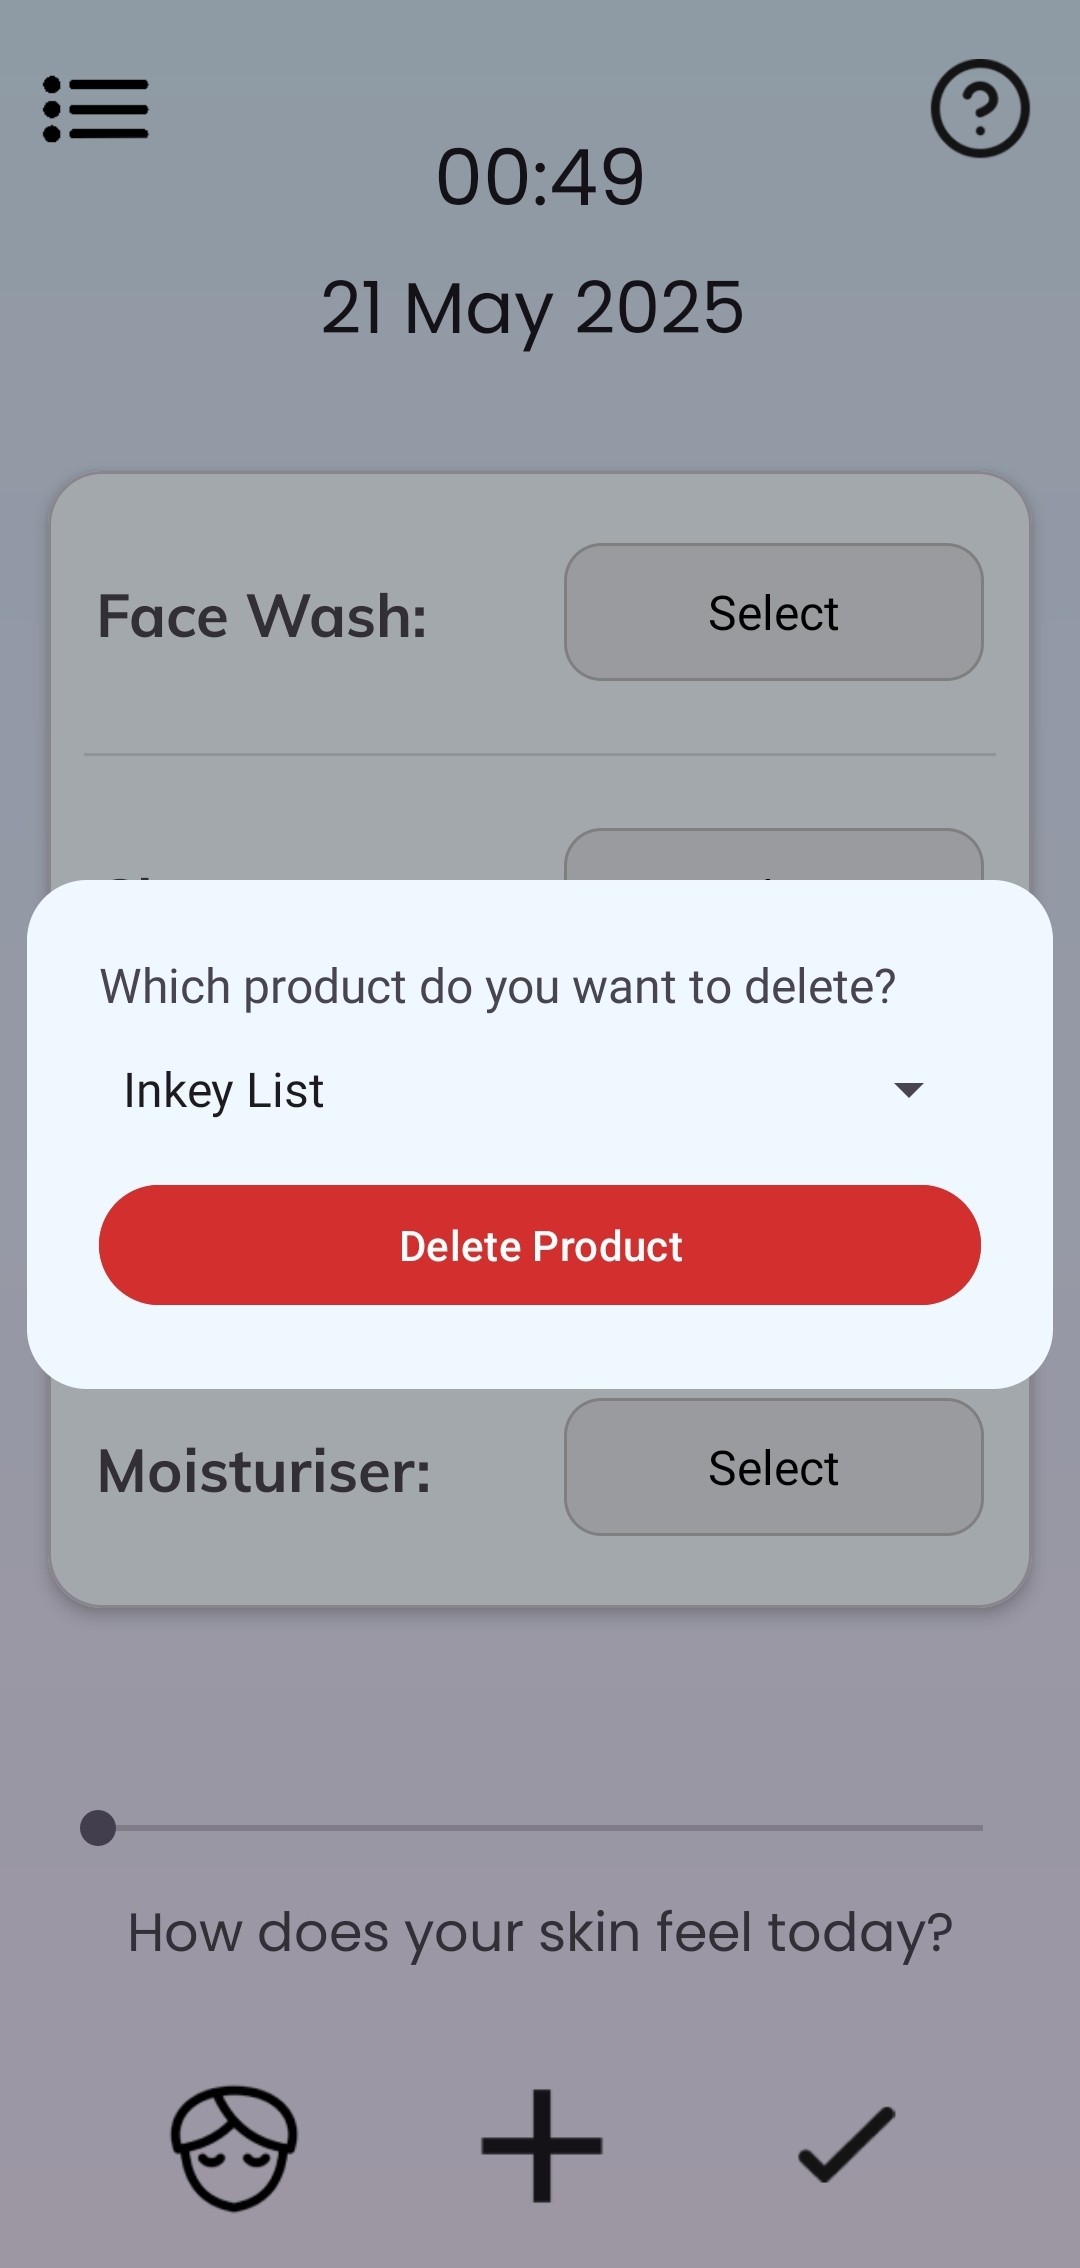 00:49
21 May 2025
Face Wash:
Select
Which product do you want to delete?
Inkey List
Delete Product
Moisturiser:
Select
How does your skin feel today?